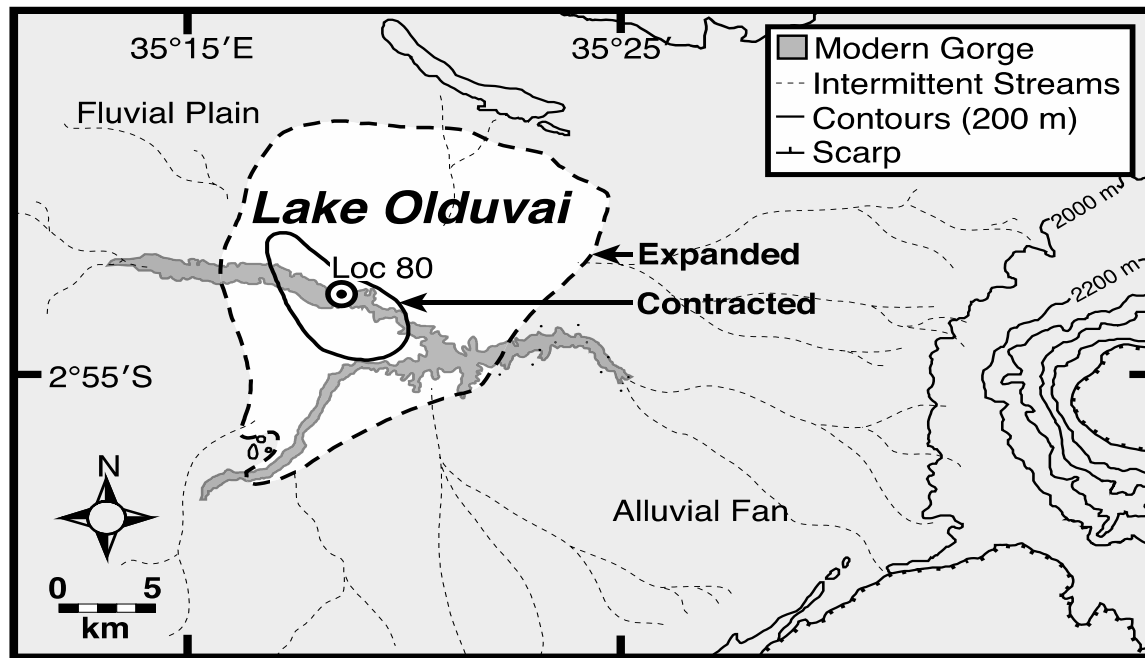 35°15′E
35°25′
Modern Gorge
Intermittent Streams
Contours (200 m)
Scarp
Fluvial Plain
Lake Olduvai
2000 m
Expanded
Loc 80
2200 m
Contracted
2°55′S
N
Alluvial Fan
0 5
km